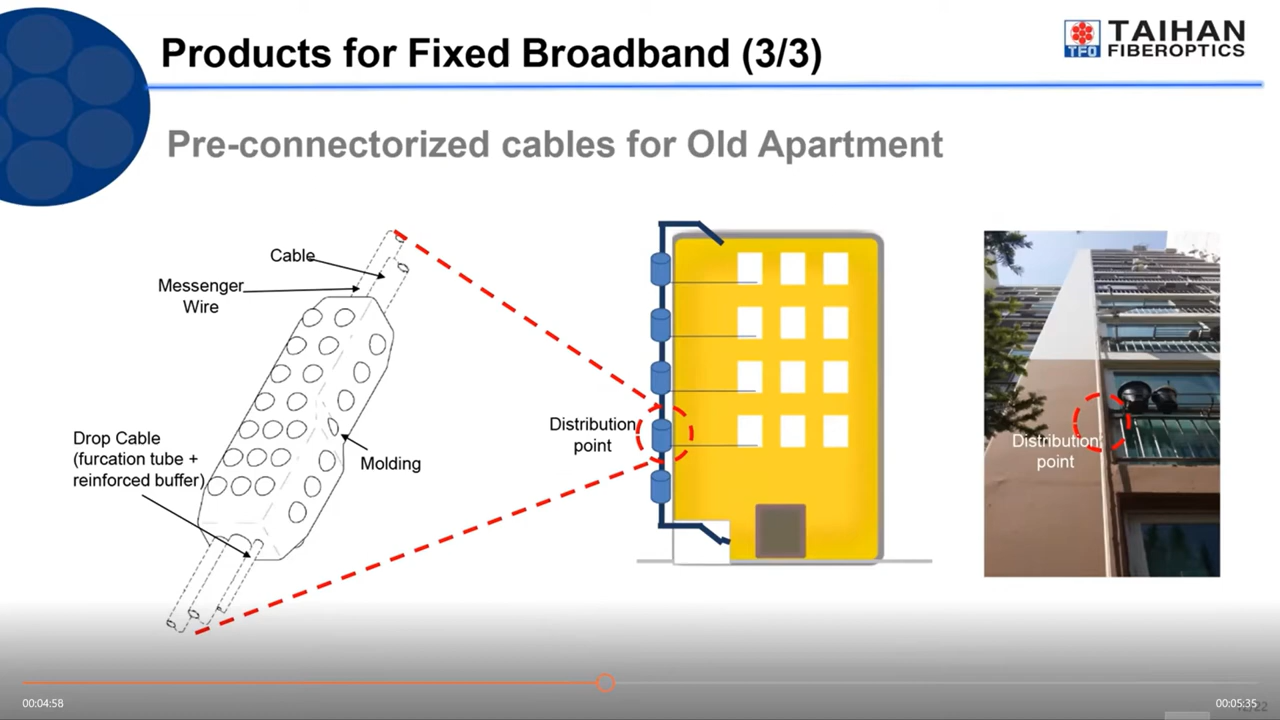 Products for Fixed Broadband (3/3)
TFO
TAIHAN
FIBEROPTICS
Pre-connectorized cables for Old Apartment
Cable
Messenger
Wire
Drop Cable
(furcation tube +
reinforced buffer)
Molding
Distribution
point
Distribution
point
00:04:58
00:05:35